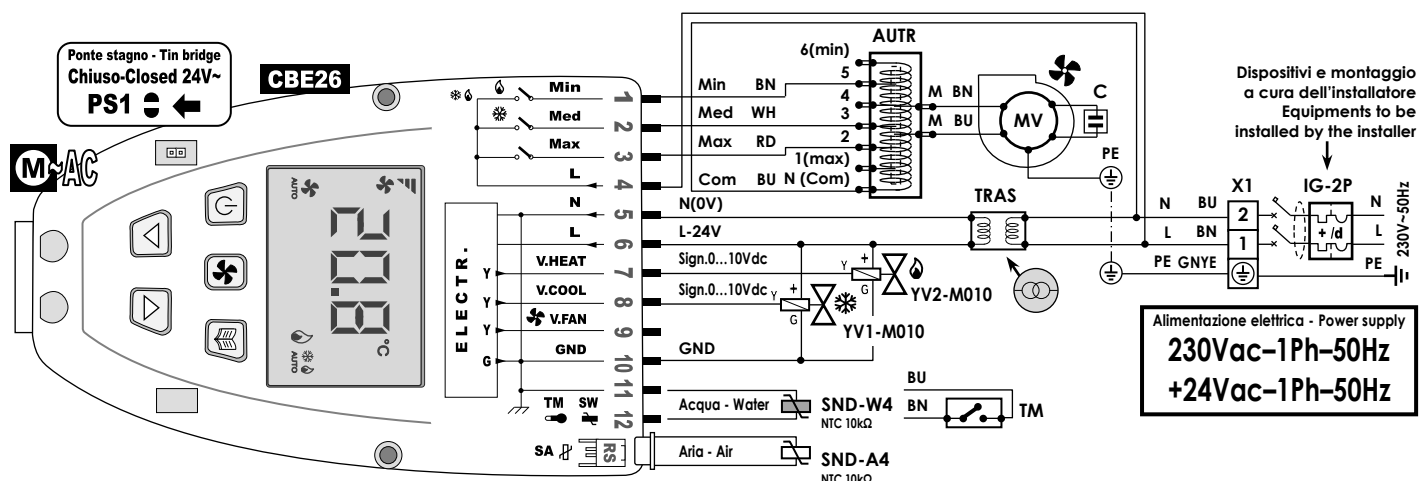 Ponte stagno - Tin bridge
Chiuso-Closed 24V~
PS1
CBE26
M~AC
AUTO
20.8
°C
AUTO
Min
Med
Max
L
N
L
V.HEAT
V.COOL
V.FAN
GND
TM SW
SA
ELECTR.
Y
Y
Y
G
1
2
3
4
5
6
7
8
9
10
11
12
RS
Min BN
Med WH
Max RD
Com BU N (Com)
N(0V)
L-24V
Sign.0...10Vdc
Sign.0...10Vdc
GND
Acqua - Water
Aria - Air
AUTR
6(min)
5
4
3
2
1(max)
M BN
M BU
MV
C
PE
TRAS
Y + G
YV2-M010
Y + G
YV1-M010
SND-W4
NTC 10kΩ
SND-A4
NTC 10kΩ
BU
BN
TM
Dispositivi e montaggio
a cura dell'installatore
Equipments to be
installed by the installer
X1 IG-2P
N BU 2 N
L BN 1 + /d L
PE GNYE PE
230V~50Hz
Alimentazione elettrica - Power supply
230Vac–1Ph–50Hz
+24Vac–1Ph–50Hz